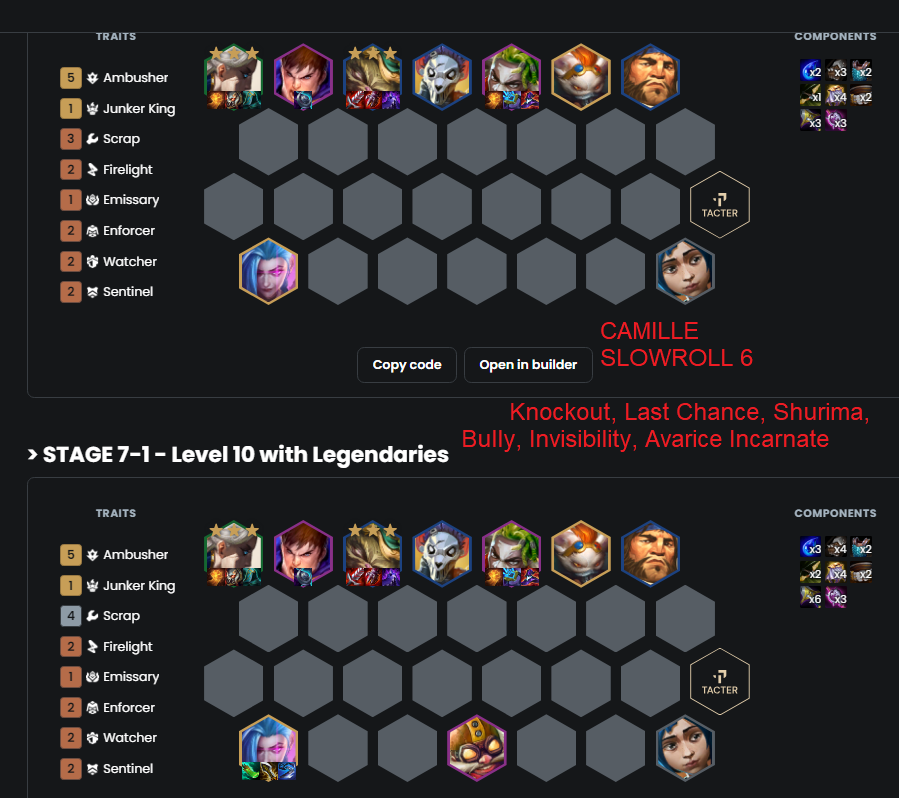 TRAITS
COMPONENTS
5 Ambusher
x2 x3 x2
1 Junker King
x1 x4 x2
3 Scrap
x3 x3
2 Firelight
1 Emissary
TACTER
2 Enforcer
2 Watcher
2 Sentinel
CAMILLE
SLOWROLL 6
Copy code
Open in builder
Knockout, Last Chance, Shurima,
Bully, Invisibility, Avarice Incarnate
> STAGE 7-1 - Level 10 with Legendaries
TRAITS
COMPONENTS
5 Ambusher
x3 x4 x2
1 Junker King
x2 x4 x2
4 Scrap
x6 x3
2 Firelight
1 Emissary
TACTER
2 Enforcer
2 Watcher
2 Sentinel